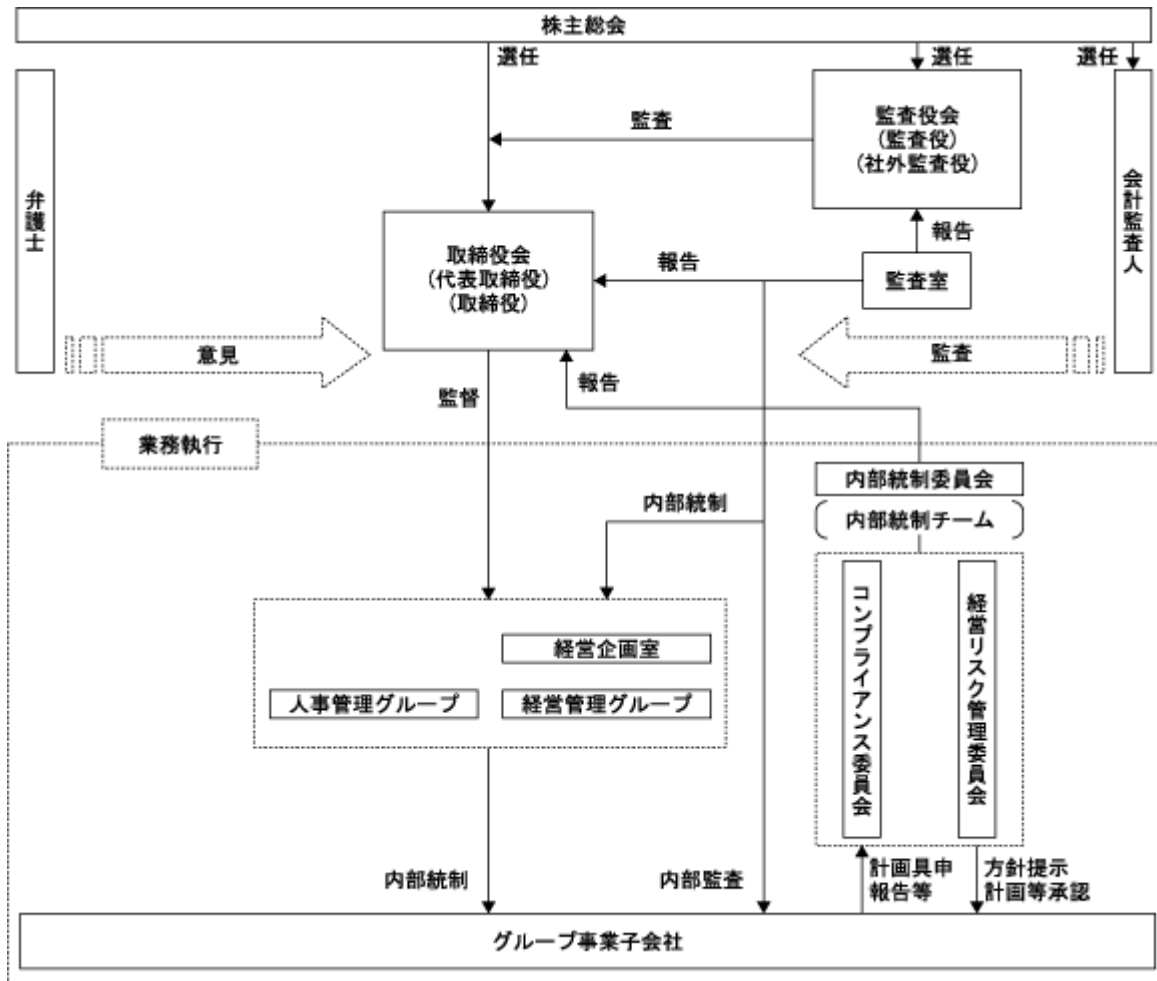 株主総会
選任
選任
選任
弁護士
監査役会
(監査役)
(社外監査役)
会計監査人
監査
報告
取締役会
(代表取締役)
(取締役)
報告
監査室
意見
監査
監督
報告
業務執行
内部統制委員会
内部統制チーム
内部統制
コンプライアンス委員会
経営リスク管理委員会
経営企画室
人事管理グループ
経営管理グループ
内部統制
内部監査
計画具申
報告等
方針提示
計画等承認
グループ事業子会社